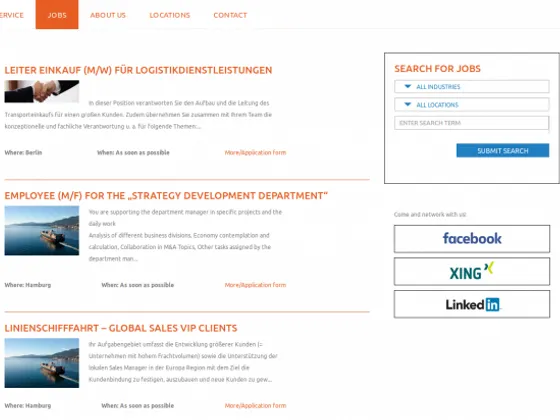 ERVICE
JOBS
ABOUT US
LOCATIONS
CONTACT
LEITER EINKAUF (M/W) FÜR LOGISTIKDIENSTLEISTUNGEN
In dieser Position verantworten Sie den Aufbau und die Leitung des
Transporteinkaufs für einen großen Kunden. Zudem übernehmen Sie zusammen mit Ihrem Team die
konzeptionelle und fachliche Verantwortung u. a. für folgende Themen:...
Where: Berlin
When: As soon as possible
More/Application form
EMPLOYEE (M/F) FOR THE „STRATEGY DEVELOPMENT DEPARTMENT“
You are supporting the department manager in specific projects and the
daily work
Analysis of different business divisions, Economy contemplation and
calculation, Collaboration in M&A Topics, Other tasks assigned by the
department man...
Where: Hamburg
When: As soon as possible
More/Application form
LINIENSCHIFFFAHRT – GLOBAL SALES VIP CLIENTS
Ihr Aufgabengebiet umfasst die Entwicklung größerer Kunden (=
Unternehmen mit hohem Frachtvolumen) sowie die Unterstützung der
lokalen Sales Manager in der Europa Region mit dem Ziel die
Kundenbindung zu festigen, auszubauen und neue Kunden zu gew...
Where: Hamburg
When: As soon as possible
More/Application form
SEARCH FOR JOBS
ALL INDUSTRIES
ALL LOCATIONS
ENTER SEARCH TERM
SUBMIT SEARCH
Come and network with us:
facebook
XING
Linked in